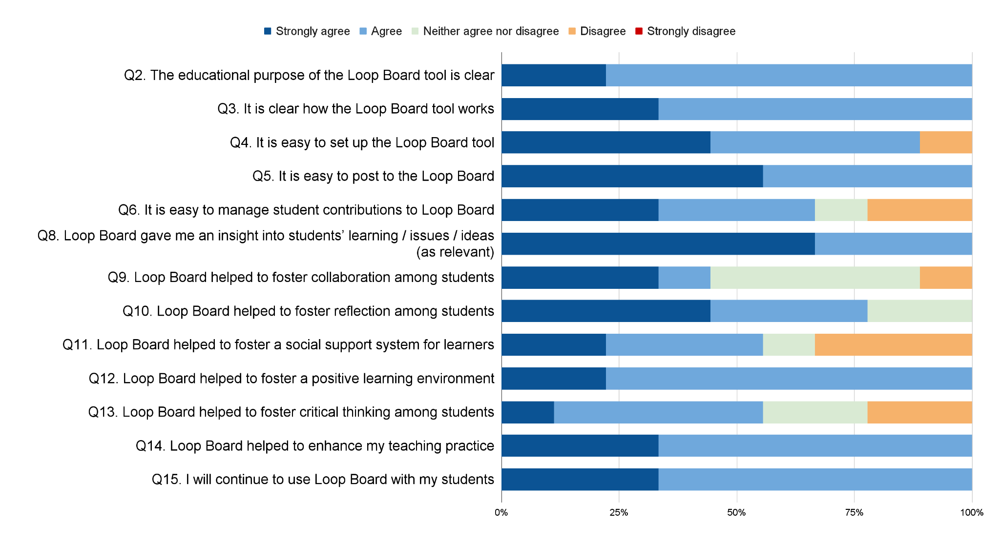 Strongly agree Agree Neither agree nor disagree Disagree Strongly disagree
Q2. The educational purpose of the Loop Board tool is clear
Q3. It is clear how the Loop Board tool works
Q4. It is easy to set up the Loop Board tool
Q5. It is easy to post to the Loop Board
Q6. It is easy to manage student contributions to Loop Board
Q8. Loop Board gave me an insight into students’ learning / issues / ideas
(as relevant)
Q9. Loop Board helped to foster collaboration among students
Q10. Loop Board helped to foster reflection among students
Q11. Loop Board helped to foster a social support system for learners
Q12. Loop Board helped to foster a positive learning environment
Q13. Loop Board helped to foster critical thinking among students
Q14. Loop Board helped to enhance my teaching practice
Q15. I will continue to use Loop Board with my students
0% 25% 50% 75% 100%